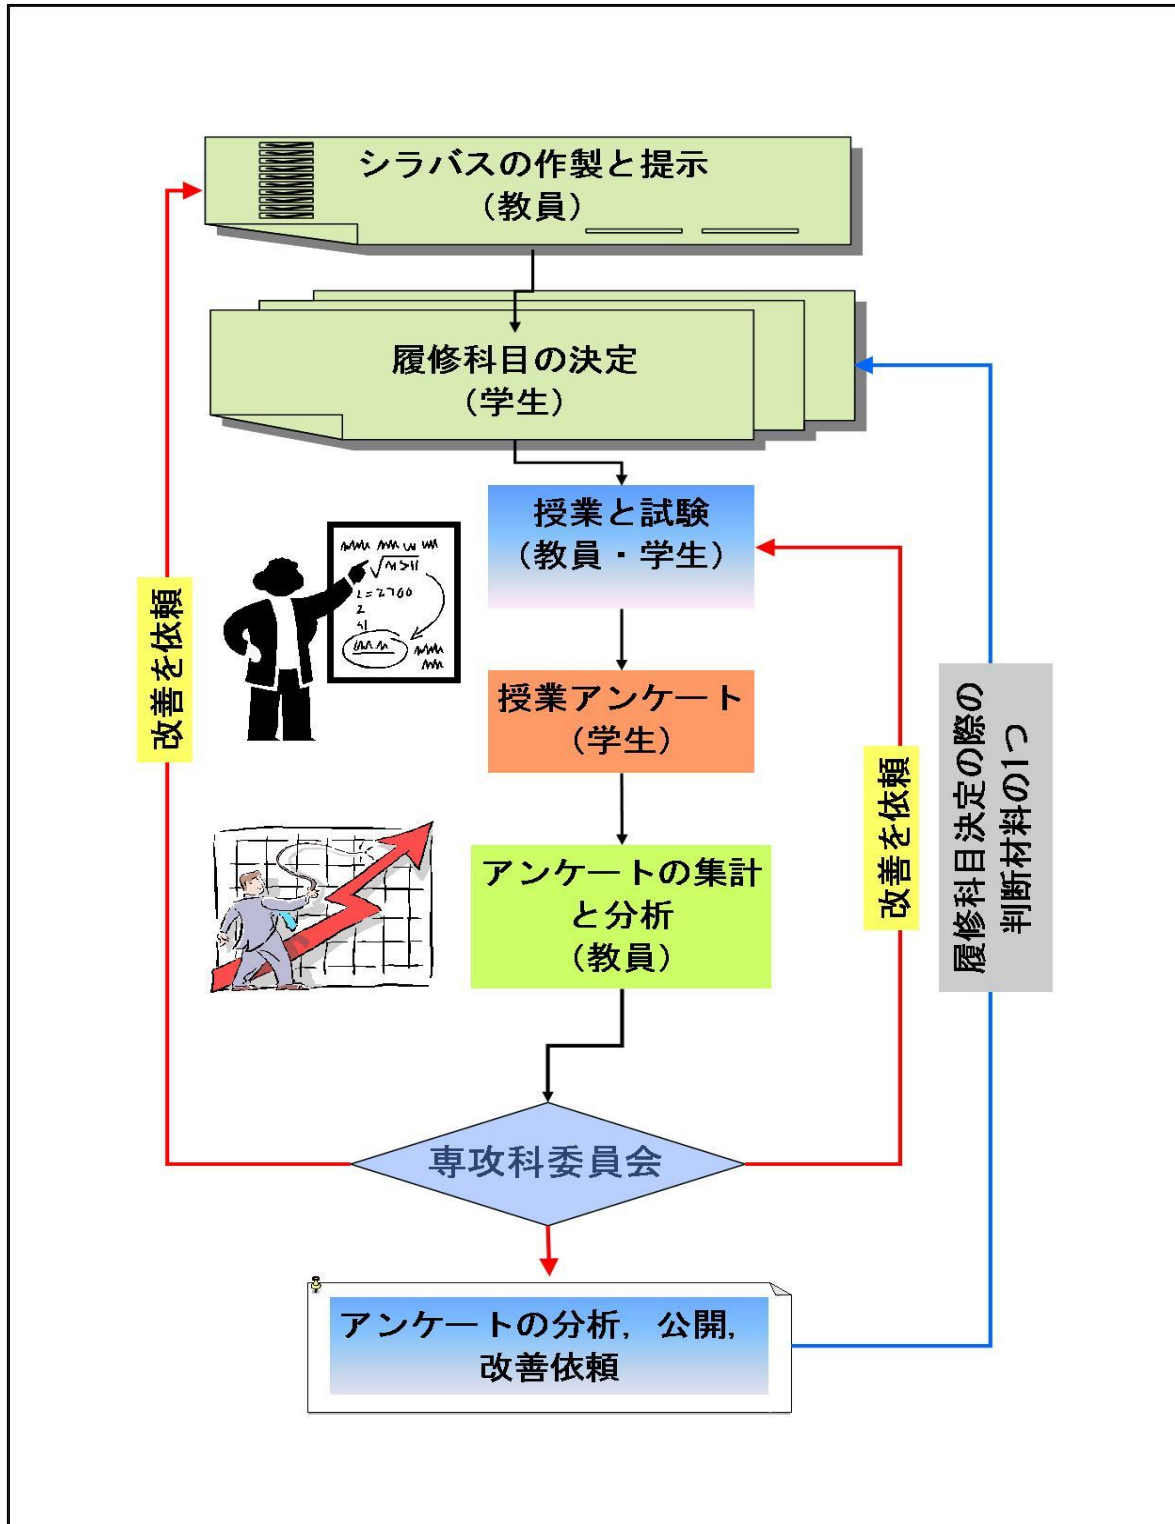 シラバスの作製と提示
（教員）
履修科目の決定
（学生）
授業と試験
（教員・学生）
授業アンケート
（学生）
アンケートの集計
と分析
（教員）
専攻科委員会
アンケートの分析，公開，
改善依頼
改善を依頼
改善を依頼
履修科目決定の際の
判断材料の1つ